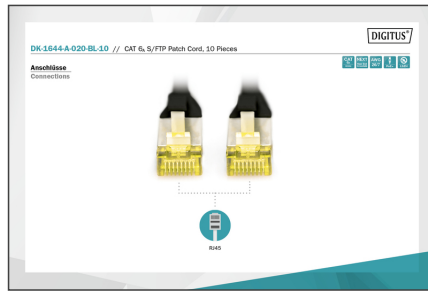 DIGITUS®
DK-1644-A-020-BL-10 // CAT 6A S/FTP Patch Cord, 10 Pieces
Anschlüsse
Connections
RJ45